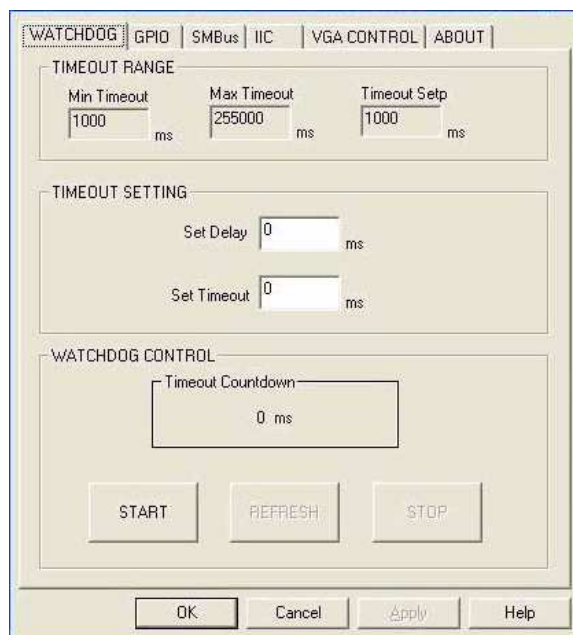 WATCHDOG GPIO SMBus IIC VGA CONTROL ABOUT
TIMEOUT RANGE
Min Timeout Max Timeout Timeout Setp
1000 ms 255000 ms 1000 ms
TIMEOUT SETTING
Set Delay 0 ms
Set Timeout 0 ms
WATCHDOG CONTROL
Timeout Countdown
0 ms
START REFRESH STOP
OK Cancel Apply Help